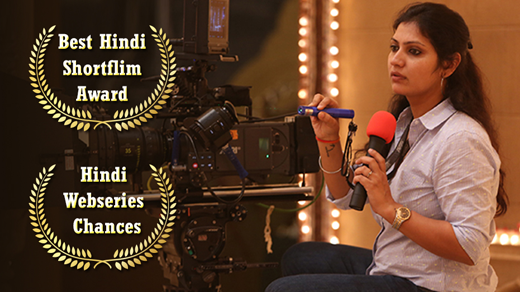 Best Hindi
Shortflim
Award
Hindi
Webseries
Chances